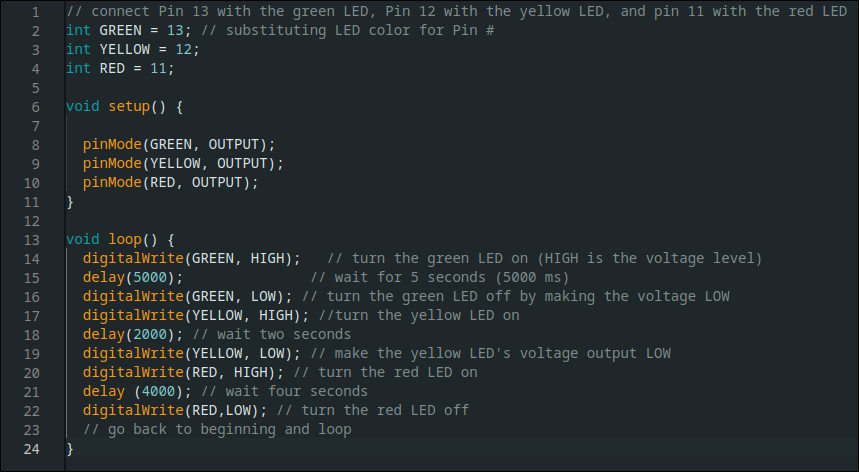 1 // connect Pin 13 with the green LED, Pin 12 with the yellow LED, and pin 11 with the red LED
2 int GREEN = 13; // substituting LED color for Pin #
3 int YELLOW = 12;
4 int RED = 11;
5
6 void setup() {
7
8   pinMode(GREEN, OUTPUT);
9   pinMode(YELLOW, OUTPUT);
10   pinMode(RED, OUTPUT);
11 }
12
13 void loop() {
14   digitalWrite(GREEN, HIGH);   // turn the green LED on (HIGH is the voltage level)
15   delay(5000);               // wait for 5 seconds (5000 ms)
16   digitalWrite(GREEN, LOW); // turn the green LED off by making the voltage LOW
17   digitalWrite(YELLOW, HIGH); //turn the yellow LED on
18   delay(2000); // wait two seconds
19   digitalWrite(YELLOW, LOW); // make the yellow LED's voltage output LOW
20   digitalWrite(RED, HIGH); // turn the red LED on
21   delay (4000); // wait four seconds
22   digitalWrite(RED,LOW); // turn the red LED off
23   // go back to beginning and loop
24 }